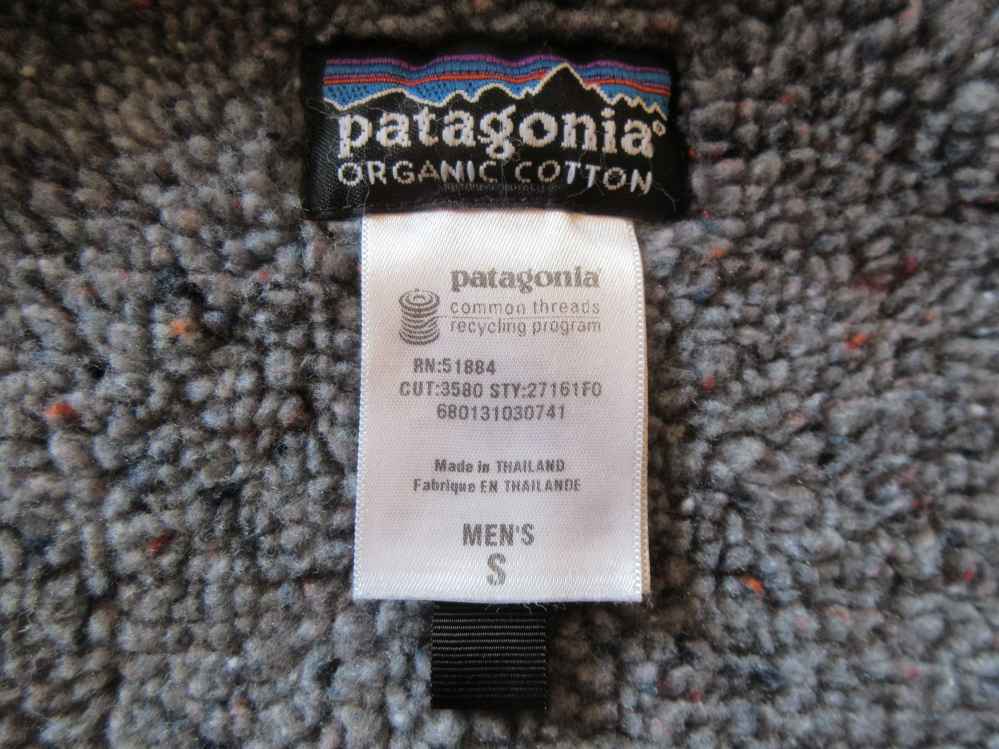 patagonia®
ORGANIC COTTON
patagonia®
common threads
recycling program
RN:51884
CUT:3580 STY:27161F0
680131030741
Made in THAILAND
Fabrique EN THAILANDE
MEN'S
S